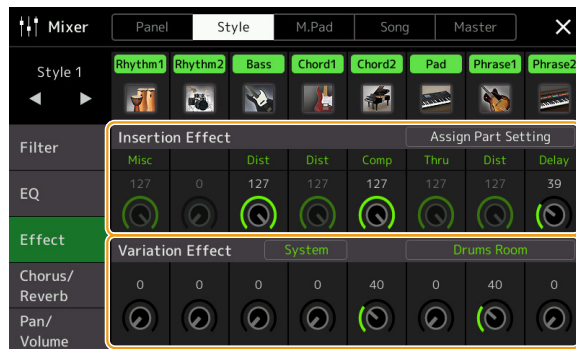 Mixer
Panel Style M.Pad Song Master
Style 1
Rhythm1 Rhythm2 Bass Chord1 Chord2 Pad Phrase1 Phrase2
Filter
EQ
Effect
Chorus/
Reverb
Pan/
Volume
Insertion Effect Assign Part Setting
Misc Dist Dist Comp Thru Dist Delay
127 0 127 127 127 127 127 39
Variation Effect System Drums Room
0 0 0 0 40 0 40 0